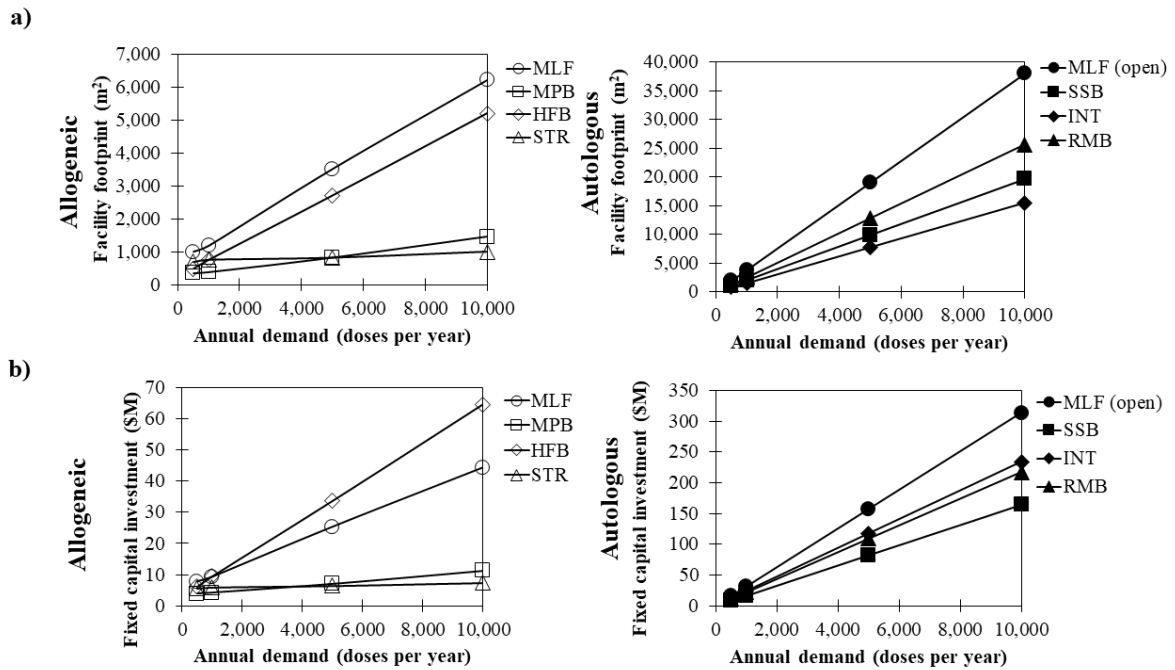 a)
Allogeneic
Facility footprint (m²)
7,000
6,000
5,000
4,000
3,000
2,000
1,000
0
0 2,000 4,000 6,000 8,000 10,000
Annual demand (doses per year)
MLF
MPB
HFB
STR
Autologous
Facility footprint (m²)
40,000
35,000
30,000
25,000
20,000
15,000
10,000
5,000
0
0 2,000 4,000 6,000 8,000 10,000
Annual demand (doses per year)
MLF (open)
SSB
INT
RMB
b)
Allogeneic
Fixed capital investment ($M)
70
60
50
40
30
20
10
0
0 2,000 4,000 6,000 8,000 10,000
Annual demand (doses per year)
MLF
MPB
HFB
STR
Autologous
Fixed capital investment ($M)
350
300
250
200
150
100
50
0
0 2,000 4,000 6,000 8,000 10,000
Annual demand (doses per year)
MLF (open)
SSB
INT
RMB